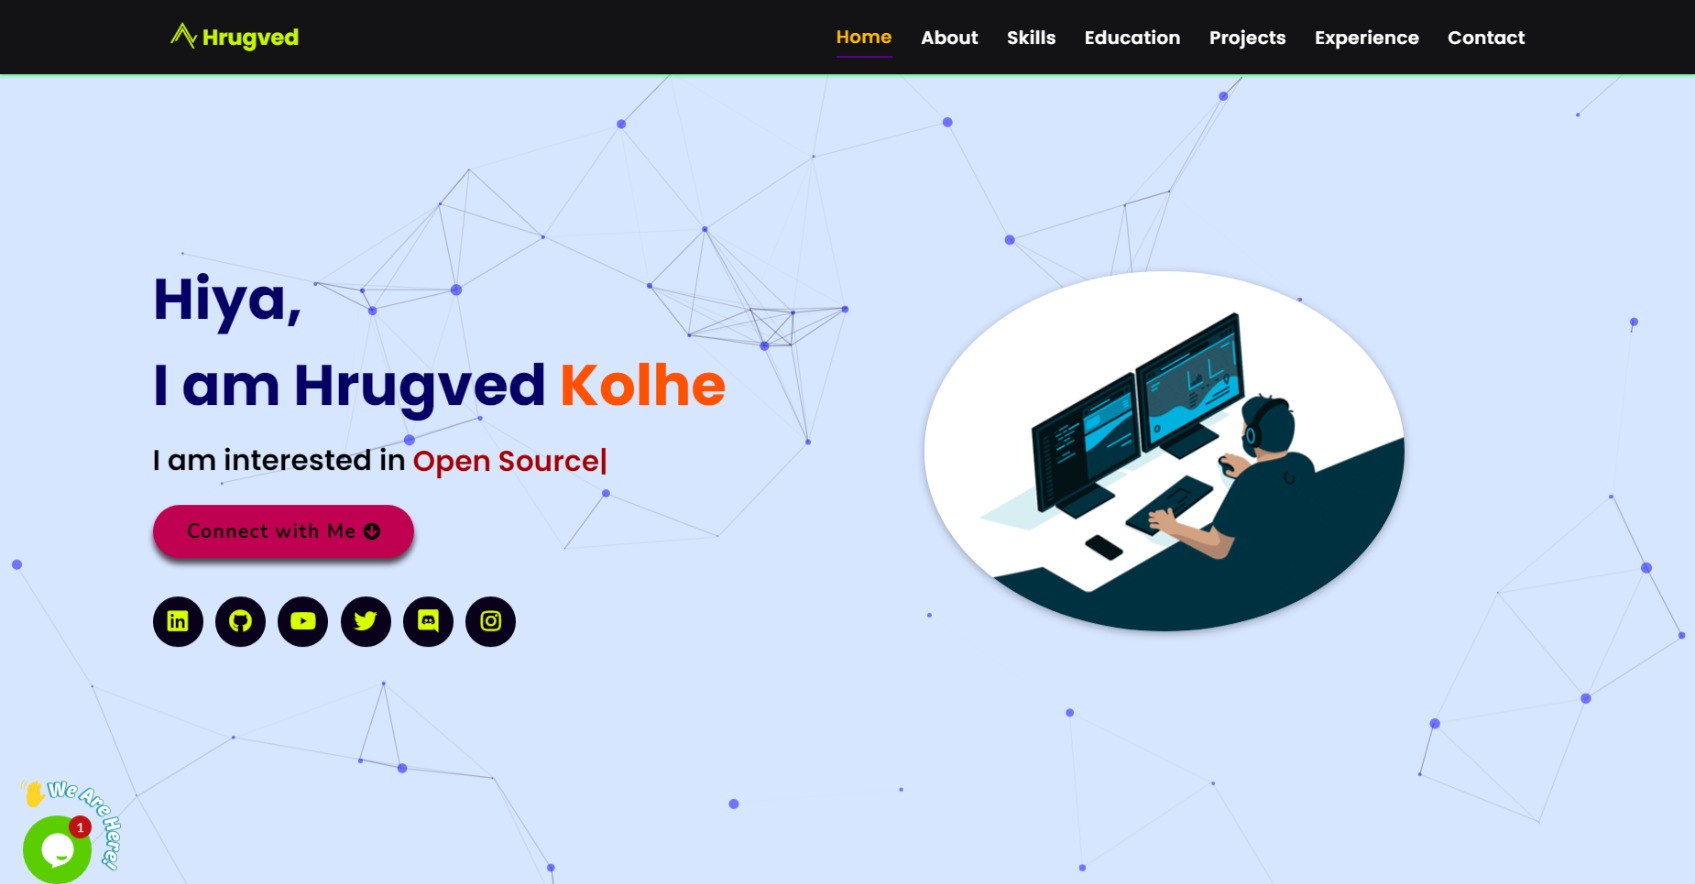 Hrugved
Home About Skills Education Projects Experience Contact
Hiya,
I am Hrugved Kolhe
I am interested in Open Source|
Connect with Me
We Are Here!
1